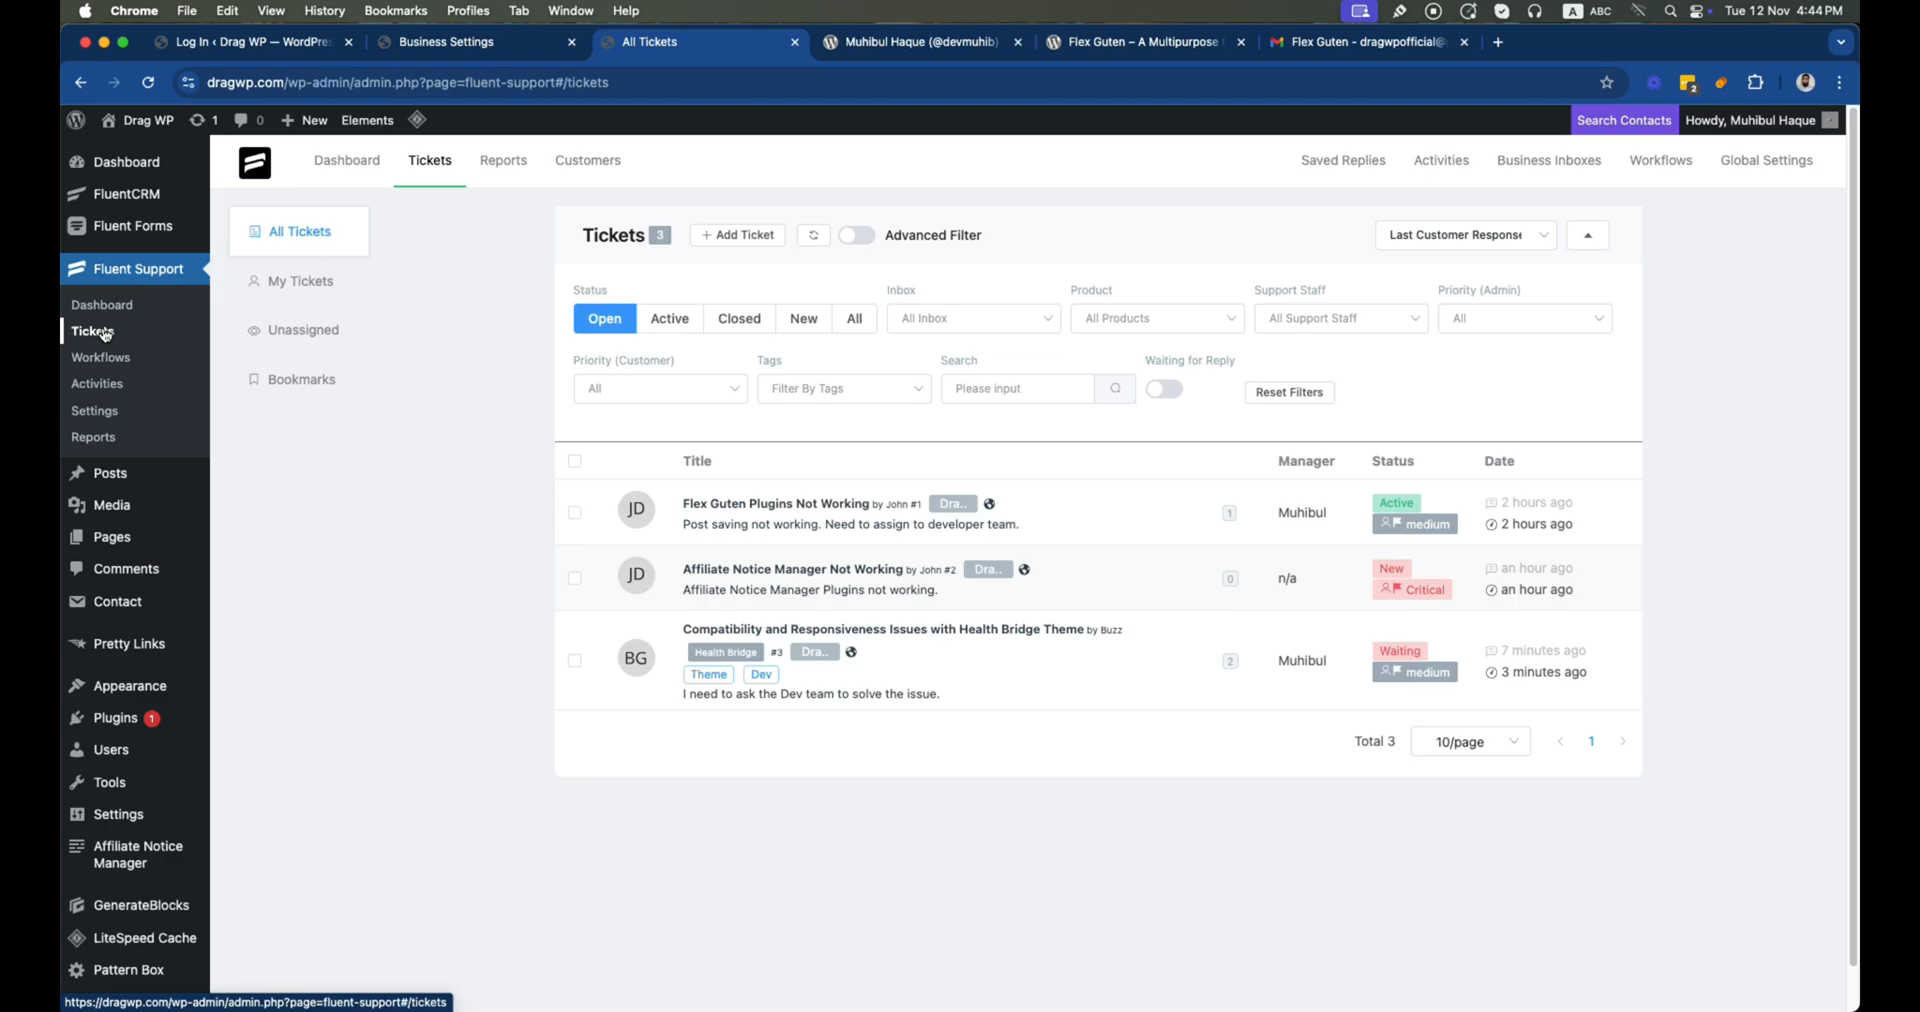 Chrome File Edit View History Bookmarks Profiles Tab Window Help A ABC Tue 12 Nov 4:44 PM
Log In ‹ Drag WP — WordPre Business Settings All Tickets Muhibul Haque (@devmuhib) Flex Guten – A Multipurpose Flex Guten - dragwpofficial@
dragwp.com/wp-admin/admin.php?page=fluent-support#/tickets 2
Drag WP 1 0 + New Elements Search Contacts Howdy, Muhibul Haque
Dashboard
FluentCRM
Fluent Forms
Fluent Support
Dashboard
Tickets
Workflows
Activities
Settings
Reports
Posts
Media
Pages
Comments
Contact
Pretty Links
Appearance
Plugins 1
Users
Tools
Settings
Affiliate Notice
Manager
GenerateBlocks
LiteSpeed Cache
Pattern Box
https://dragwp.com/wp-admin/admin.php?page=fluent-support#/tickets
Dashboard Tickets Reports Customers Saved Replies Activities Business Inboxes Workflows Global Settings
All Tickets
My Tickets
Unassigned
Bookmarks
Tickets 3 + Add Ticket Advanced Filter Last Customer Response
Status Inbox Product Support Staff Priority (Admin)
Open Active Closed New All All Inbox All Products All Support Staff All
Priority (Customer) Tags Search Waiting for Reply
All Filter By Tags Please input Reset Filters
Title Manager Status Date
JD Flex Guten Plugins Not Working by John #1 Dra.. 1 Muhibul Active 2 hours ago
Post saving not working. Need to assign to developer team. medium 2 hours ago
JD Affiliate Notice Manager Not Working by John #2 Dra.. 0 n/a New an hour ago
Affiliate Notice Manager Plugins not working. Critical an hour ago
Compatibility and Responsiveness Issues with Health Bridge Theme by Buzz
BG Health Bridge #3 Dra.. 2 Muhibul Waiting 7 minutes ago
Theme Dev medium 3 minutes ago
I need to ask the Dev team to solve the issue.
Total 3 10/page 1